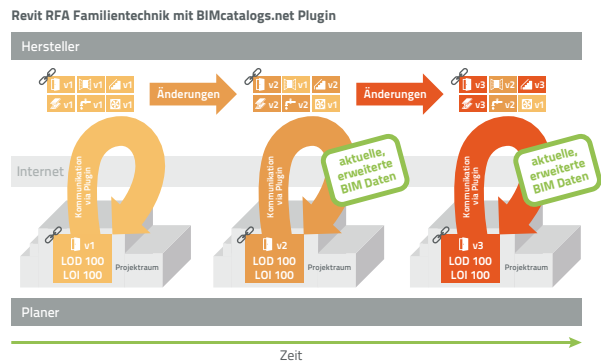 Revit RFA Familientechnik mit BIMcatalogs.net Plugin
Hersteller
v1 v1 v1
v1 v1 v1
Änderungen
v2 v1 v2
v2 v2 v1
Änderungen
v3 v2 v3
v3 v2 v1
Internet
Kommunikation
via Plugin
Kommunikation
via Plugin
aktuelle,
erweiterte
BIM Daten
Kommunikation
via Plugin
aktuelle,
erweiterte
BIM Daten
v1
LOD 100
LOI 100
Projektraum
v2
LOD 100
LOI 100
Projektraum
v3
LOD 100
LOI 100
Projektraum
Planer
Zeit